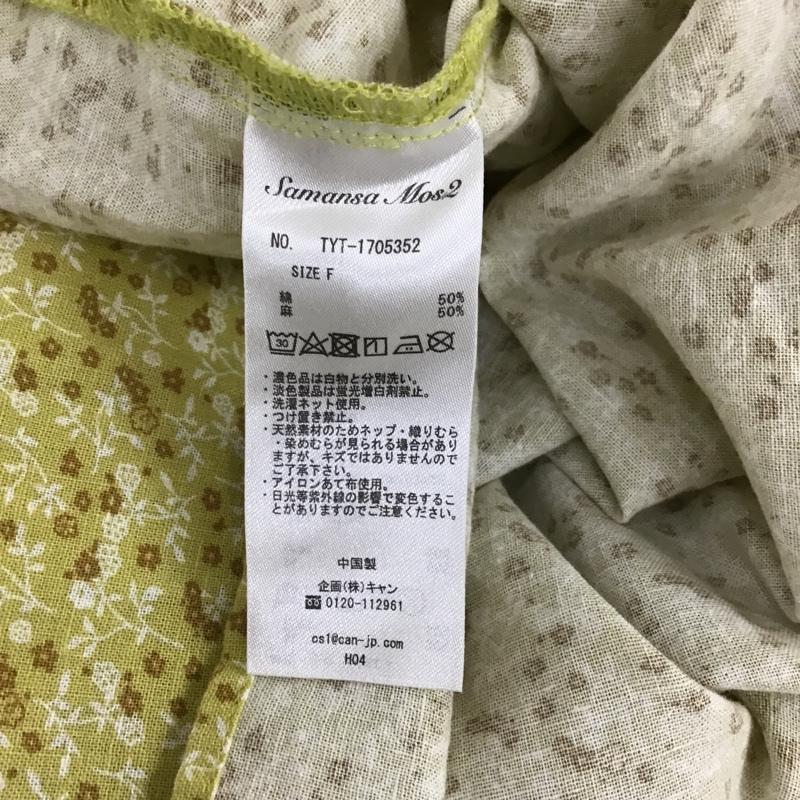 Samansa Mos2
NO. TYT-1705352
SIZE F
綿 50%
麻 50%
30
・濃色品は白物と分別洗い。
・淡色製品は蛍光増白剤禁止。
・洗濯ネット使用。
・つけ置き禁止。
・天然素材のためネップ・織りむら
・染めむらが見られる場合があり
ますが、キズではありませんので
ご了承下さい。
・アイロンあて布使用。
・日光等紫外線の影響で変色するこ
とがありますのでご注意ください。
中国製
企画(株)キャン
0120-112961
cs1@can-jp.com
H04